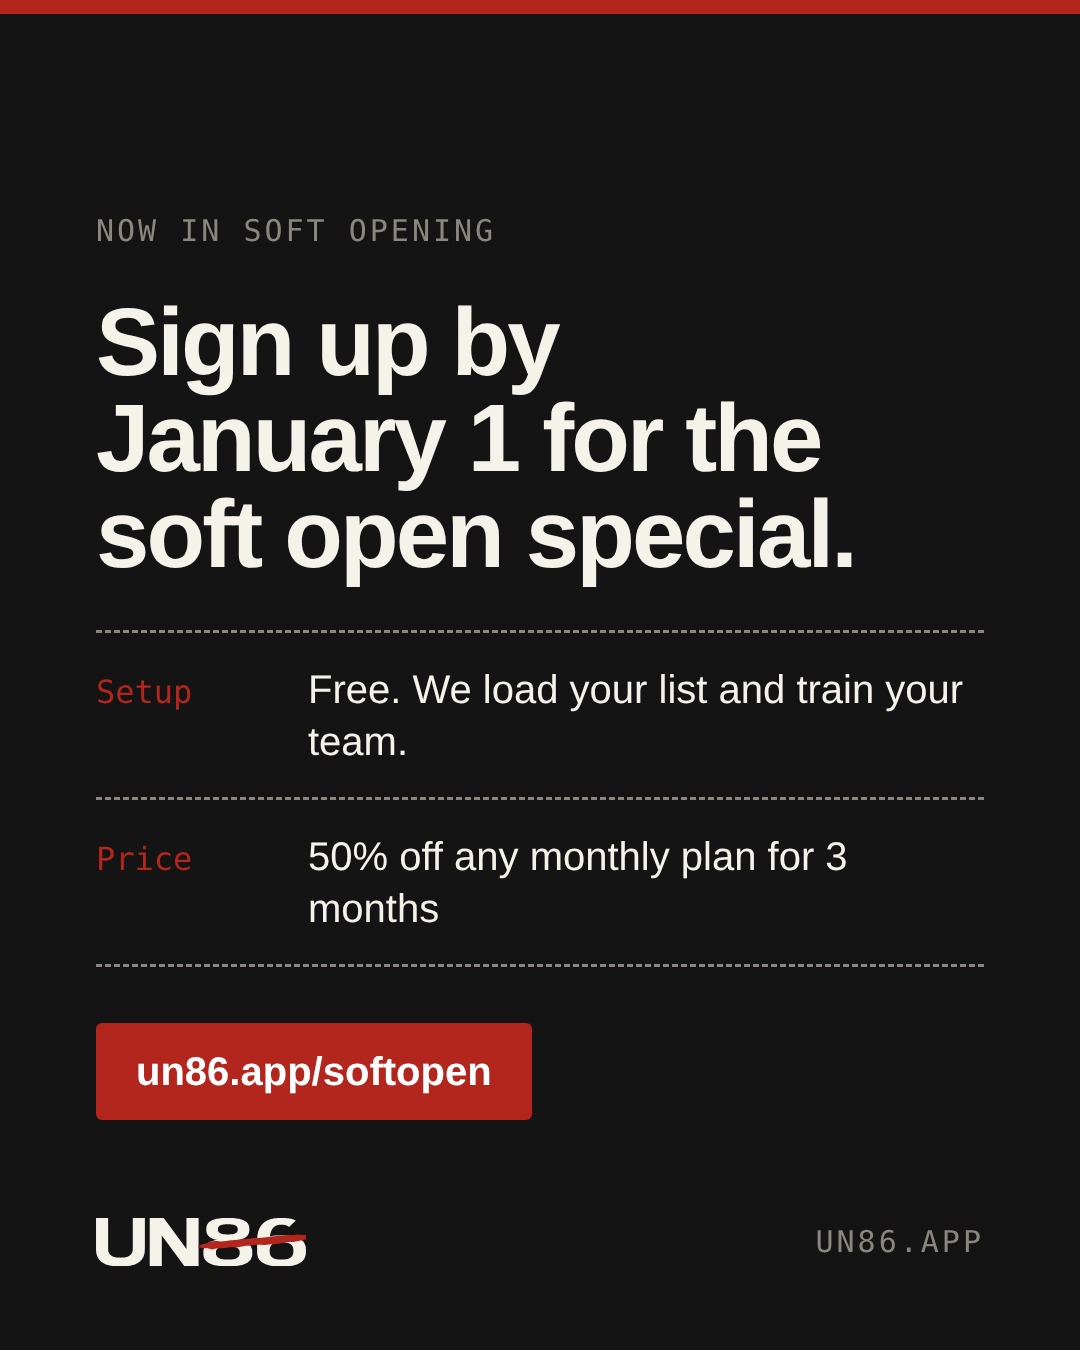 NOW IN SOFT OPENING
Sign up by
January 1 for the
soft open special.
Setup
Free. We load your list and train your
team.
Price
50% off any monthly plan for 3
months
un86.app/softopen
UN86
UN86.APP